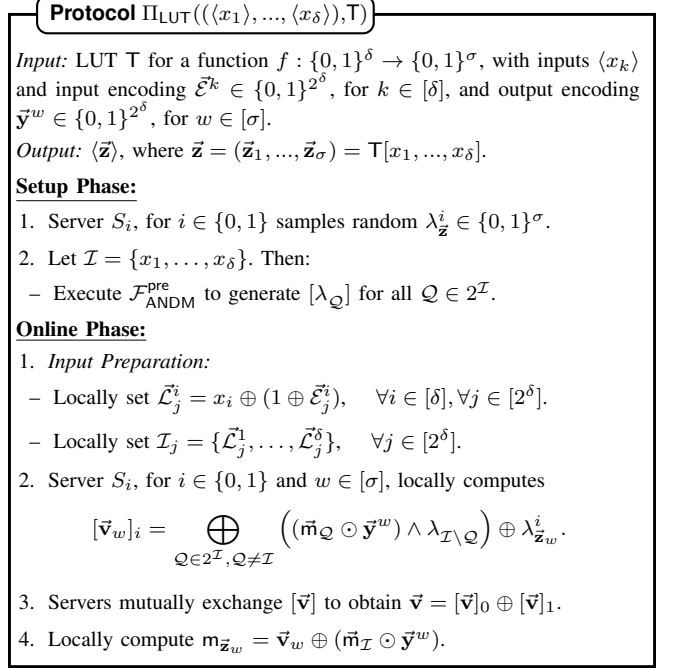 Protocol Π_LUT((⟨x_1⟩, ..., ⟨x_δ⟩),T)
Input: LUT T for a function f : {0, 1}^δ → {0, 1}^σ, with inputs ⟨x_k⟩
and input encoding \vec{ℰ}^k ∈ {0, 1}^{2^δ}, for k ∈ [δ], and output encoding
\vec{y}^w ∈ {0, 1}^{2^δ}, for w ∈ [σ].
Output: ⟨\vec{z}⟩, where \vec{z} = (\vec{z}_1, ..., \vec{z}_σ) = T[x_1, ..., x_δ].
Setup Phase:
1. Server S_i, for i ∈ {0, 1} samples random λ^i_{\vec{z}} ∈ {0, 1}^σ.
2. Let ℐ = {x_1, . . . , x_δ}. Then:
– Execute ℱ^{pre}_{ANDM} to generate [λ_𝒬] for all 𝒬 ∈ 2^ℐ.
Online Phase:
1. Input Preparation:
– Locally set \vec{ℒ}^i_j = x_i ⊕ (1 ⊕ \vec{ℰ}^i_j), ∀i ∈ [δ], ∀j ∈ [2^δ].
– Locally set ℐ_j = {\vec{ℒ}^1_j, . . . , \vec{ℒ}^δ_j}, ∀j ∈ [2^δ].
2. Server S_i, for i ∈ {0, 1} and w ∈ [σ], locally computes
[\vec{v}_w]_i = ⊕_{𝒬∈2^ℐ, 𝒬≠ℐ} ((\vec{m}_𝒬 ⊙ \vec{y}^w) ∧ λ_{ℐ\𝒬}) ⊕ λ^i_{\vec{z}_w}.
3. Servers mutually exchange [\vec{v}] to obtain \vec{v} = [\vec{v}]_0 ⊕ [\vec{v}]_1.
4. Locally compute m_{\vec{z}_w} = \vec{v}_w ⊕ (\vec{m}_ℐ ⊙ \vec{y}^w).